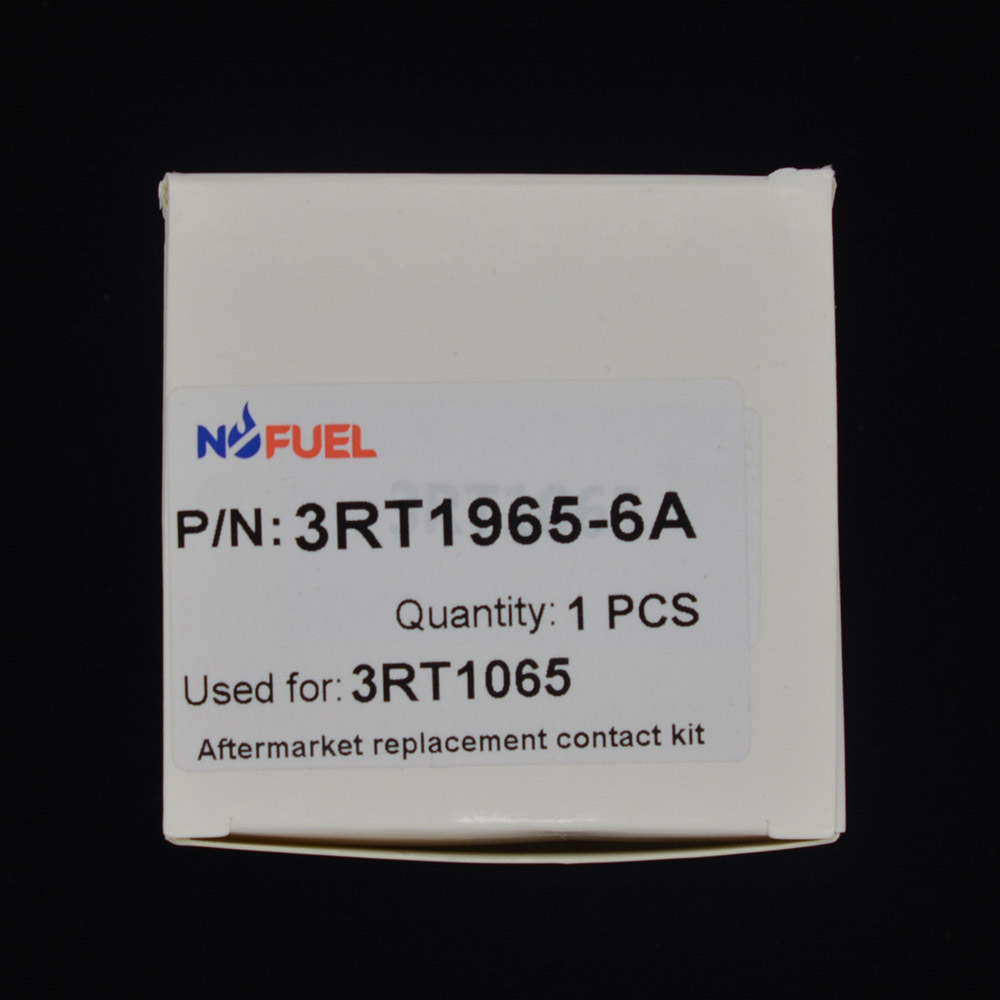 NOFUEL
P/N: 3RT1965-6A
Quantity: 1 PCS
Used for: 3RT1065
Aftermarket replacement contact kit